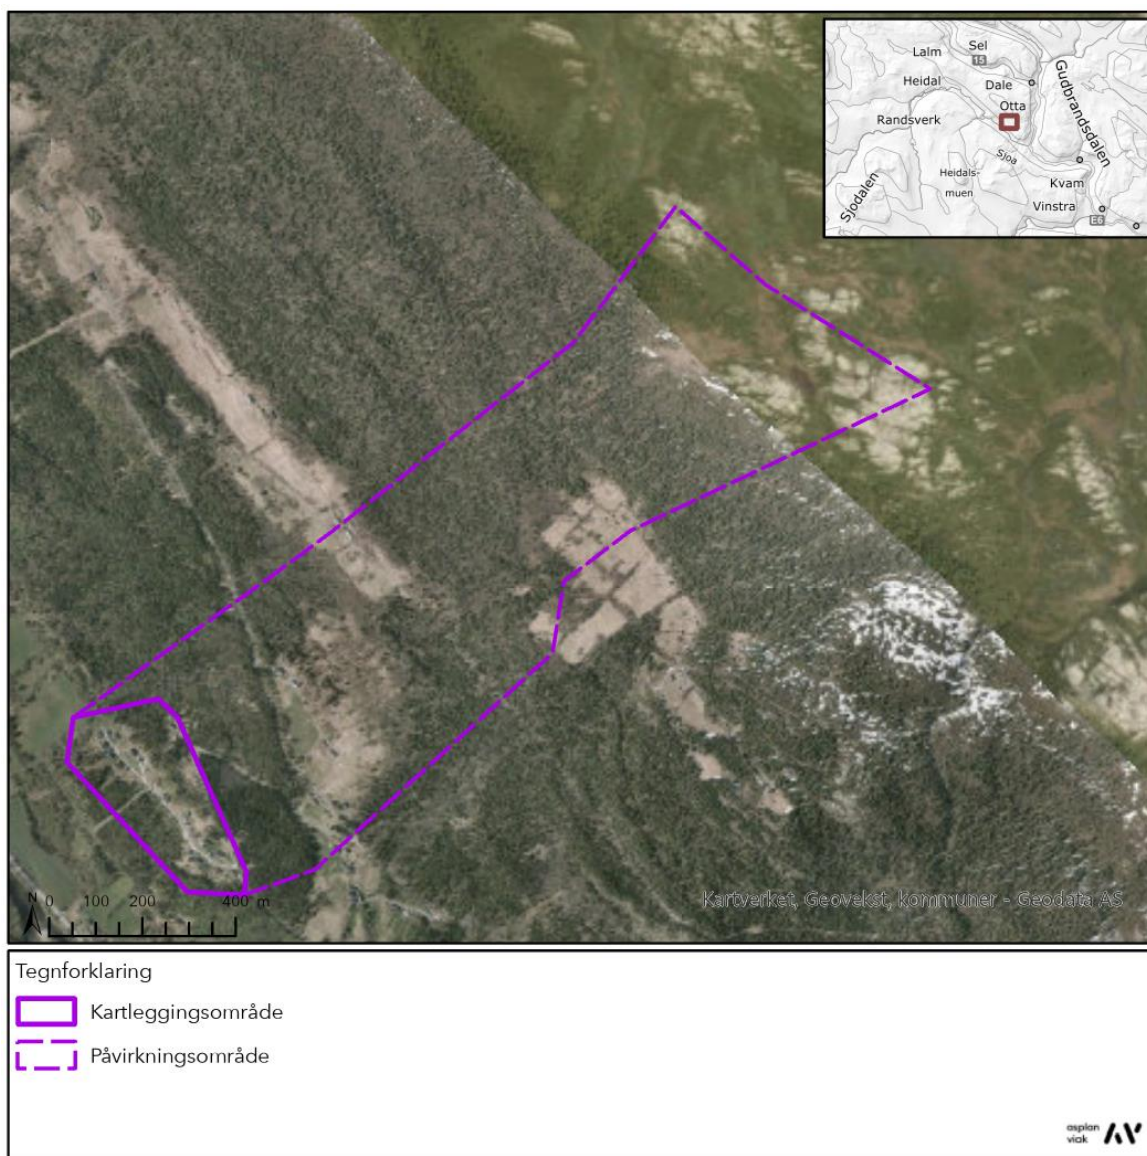 Lalm
Sel
15
Heidal
Dale
Otta
Gudbrandsdalen
Randsverk
Sjoa
Heidals-
muen
Kvam
Sjodalen
Vinstra
E6
Kartverket, Geovekst, kommuner - Geodata AS
N 0 100 200 400 m
Tegnforklaring
Kartleggingsområde
Påvirkningsområde
asplan
viak